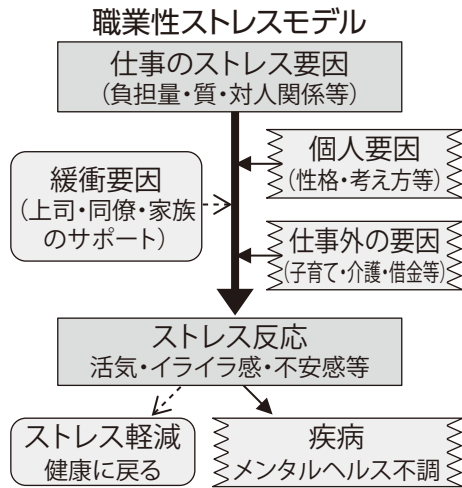 職業性ストレスモデル
仕事のストレス要因
（負担量・質・対人関係等）
個人要因
（性格・考え方等）
緩衝要因
（上司・同僚・家族
のサポート）
仕事外の要因
（子育て・介護・借金等）
ストレス反応
活気・イライラ感・不安感等
ストレス軽減
健康に戻る
疾病
メンタルヘルス不調